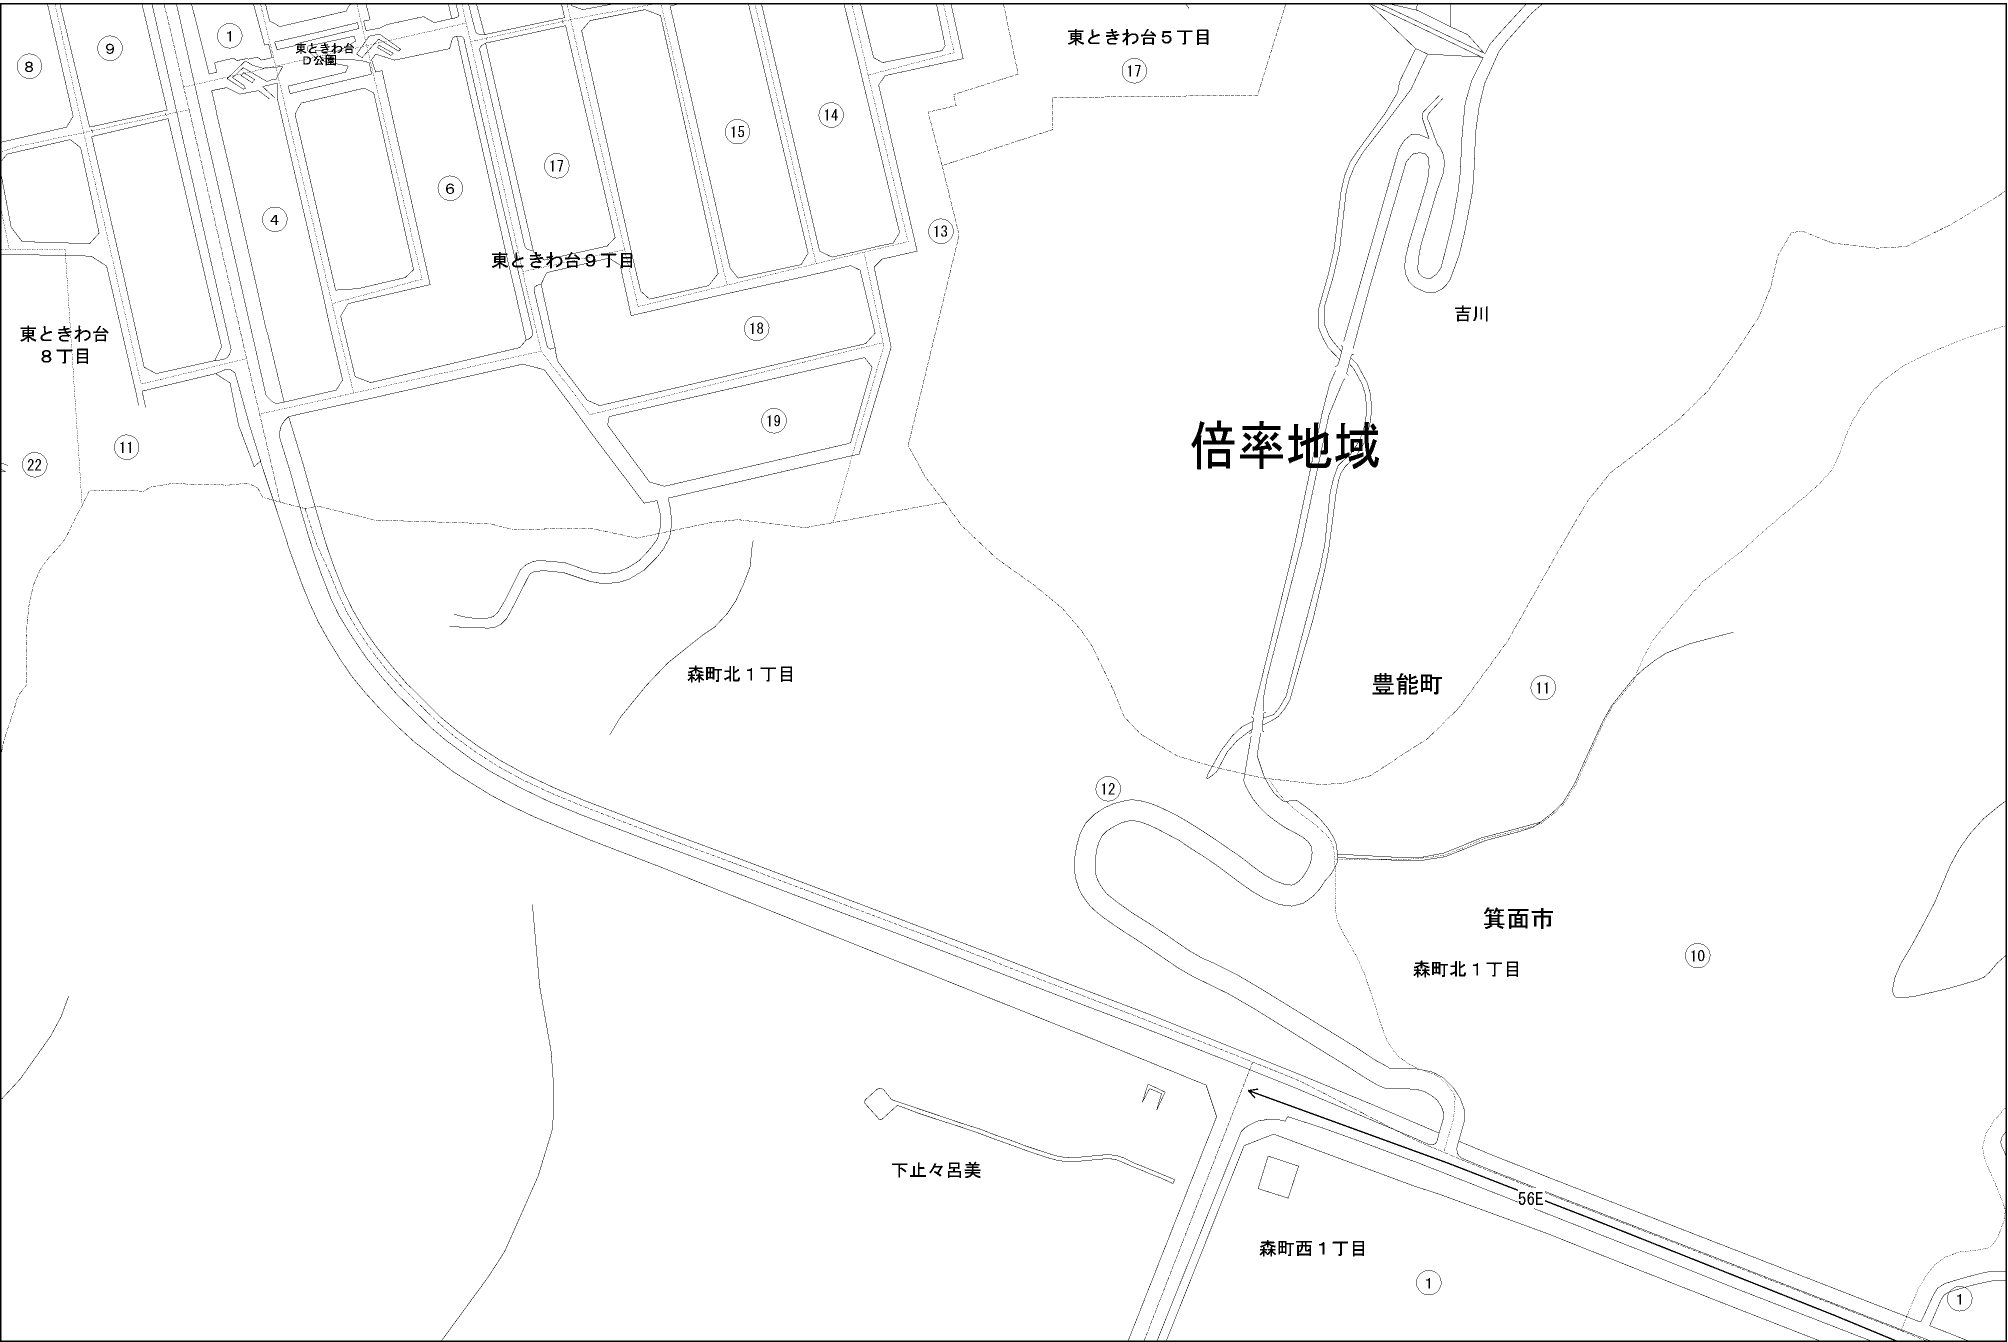 1
9
8
東ときわ台
D公園
東ときわ台５丁目
17
14
15
17
6
4
13
東ときわ台９丁目
吉川
18
東ときわ台
８丁目
19
倍率地域
11
22
森町北１丁目
豊能町
11
12
箕面市
森町北１丁目
10
下止々呂美
56E
森町西１丁目
1
1